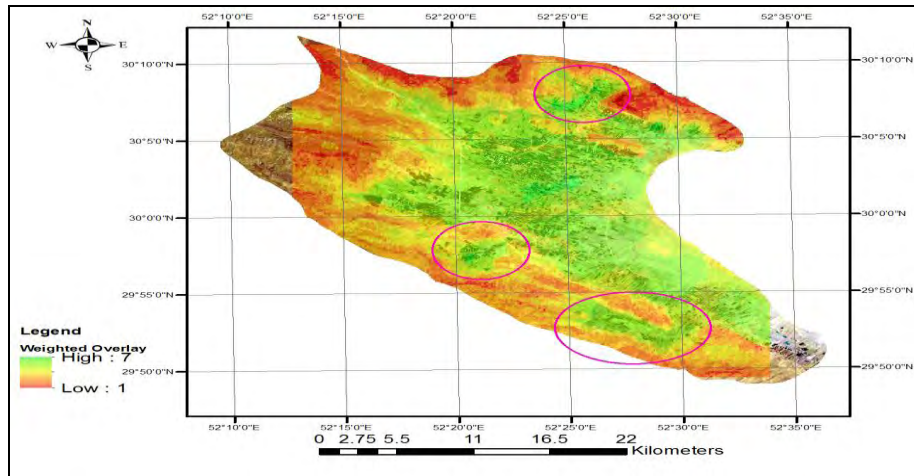 N
W E
S
52°10'0"E 52°15'0"E 52°20'0"E 52°25'0"E 52°30'0"E 52°35'0"E
30°10'0"N 30°10'0"N
30°5'0"N 30°5'0"N
30°0'0"N 30°0'0"N
29°55'0"N 29°55'0"N
29°50'0"N 29°50'0"N
Legend
Weighted Overlay
High : 7
Low : 1
52°10'0"E 52°15'0"E 52°20'0"E 52°25'0"E 52°30'0"E 52°35'0"E
0 2.75 5.5 11 16.5 22
Kilometers